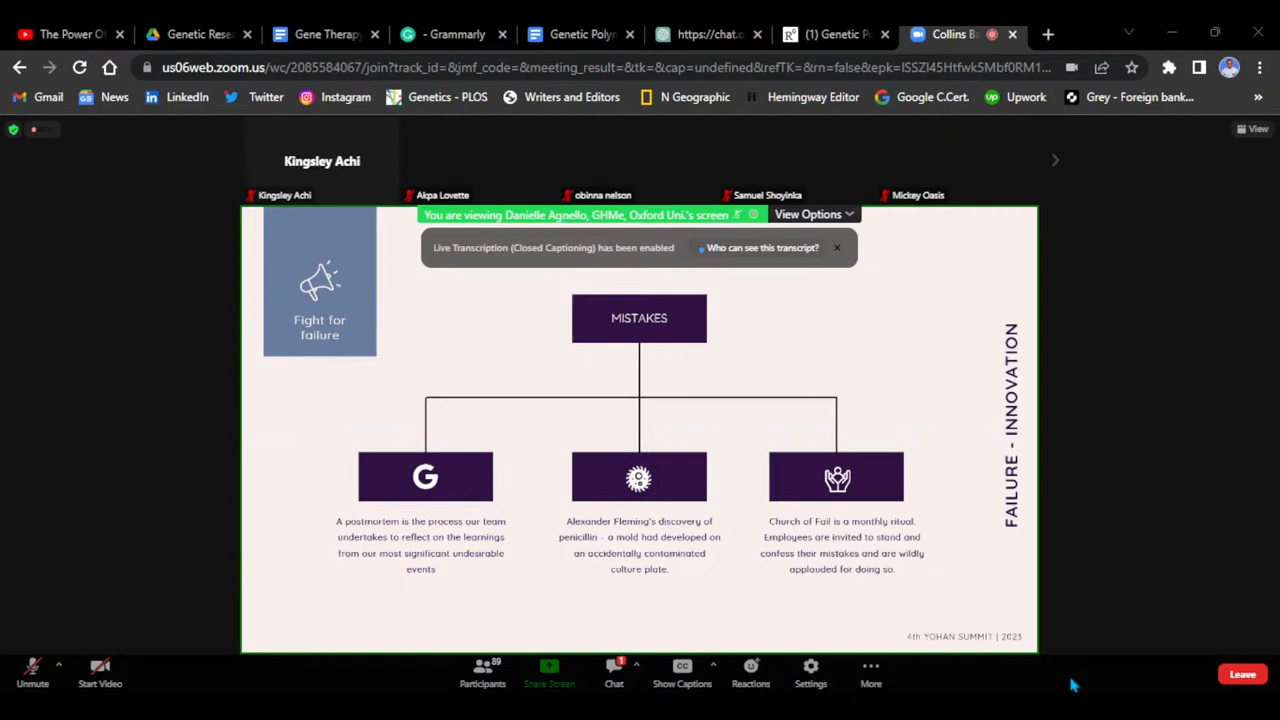 The Power Of
Genetic Resea
Gene Therapy
- Grammarly
Genetic Polyn
https://chat.o
(1) Genetic Po
Collins Ba
us06web.zoom.us/wc/2085584067/join?track_id=&jmf_code=&meeting_result=&tk=&cap=undefined&refTK=&rn=false&epk=ISSZI45Htfwk5Mbf0RM1...
Gmail
News
LinkedIn
Twitter
Instagram
Genetics - PLOS
Writers and Editors
N Geographic
Hemingway Editor
Google C.Cert.
Upwork
Grey - Foreign bank...
View
Kingsley Achi
Kingsley Achi
Akpa Lovette
obinna nelson
Samuel Shoyinka
Mickey Oasis
You are viewing Danielle Agnello, GHMe, Oxford Uni.'s screen
View Options
Live Transcription (Closed Captioning) has been enabled
Who can see this transcript?
Fight for
failure
MISTAKES
FAILURE - INNOVATION
A postmortem is the process our team
undertakes to reflect on the learnings
from our most significant undesirable
events
Alexander Fleming's discovery of
penicillin - a mold had developed on
an accidentally contaminated
culture plate.
Church of Fail is a monthly ritual.
Employees are invited to stand and
confess their mistakes and are wildly
applauded for doing so.
4th YOHAN SUMMIT | 2023
Unmute
Start Video
89
Participants
Share Screen
1
Chat
CC
Show Captions
Reactions
Settings
More
Leave